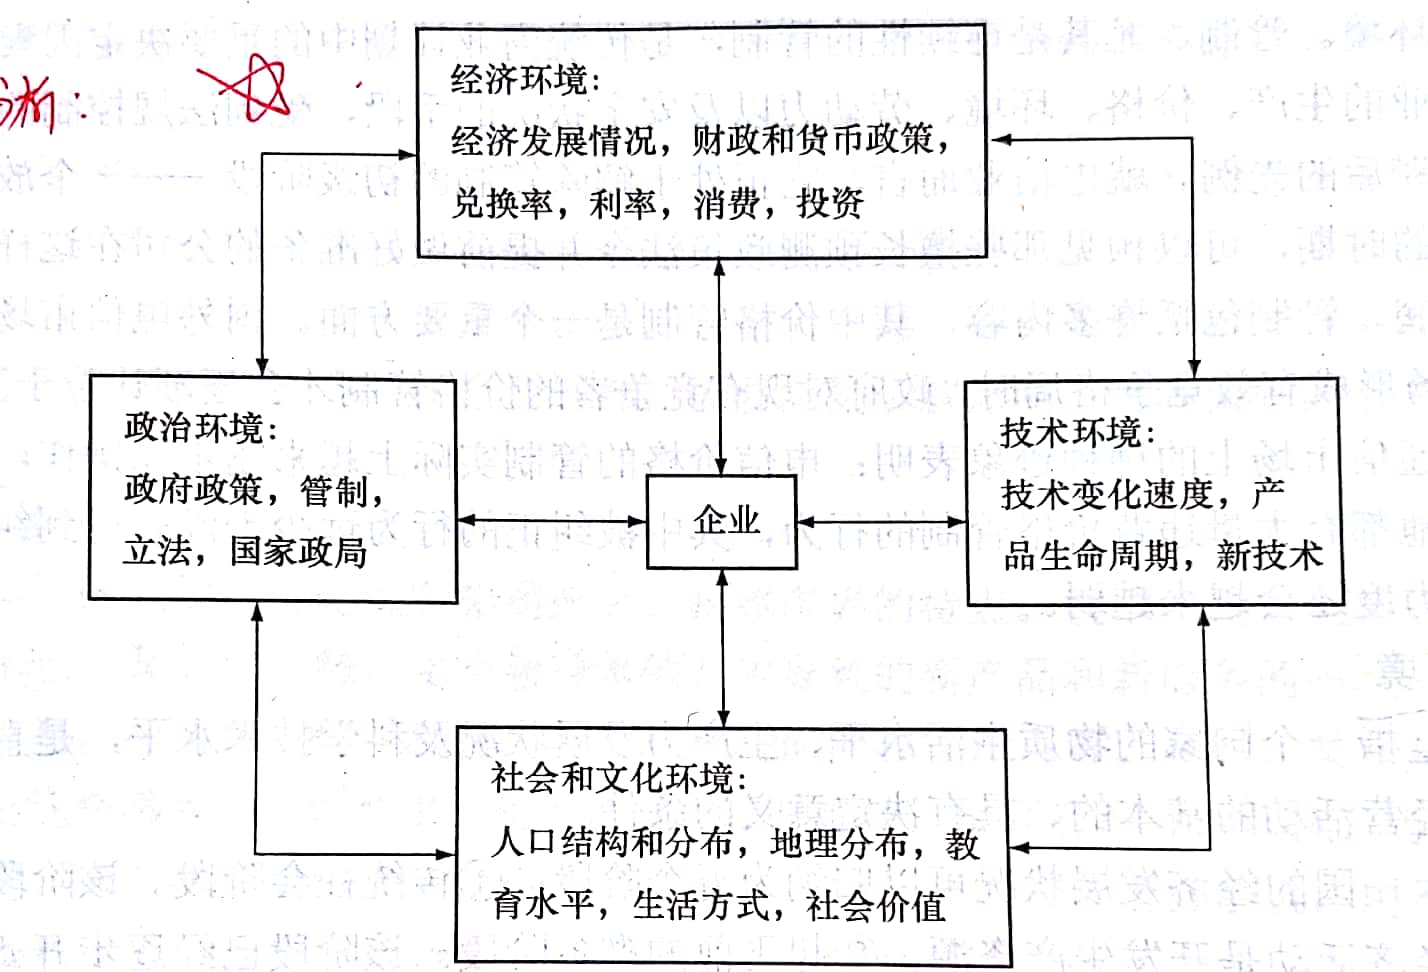 析：
经济环境：
经济发展情况，财政和货币政策，
兑换率，利率，消费，投资
政治环境：
政府政策，管制，
立法，国家政局
企业
技术环境：
技术变化速度，产
品生命周期，新技术
社会和文化环境：
人口结构和分布，地理分布，教
育水平，生活方式，社会价值